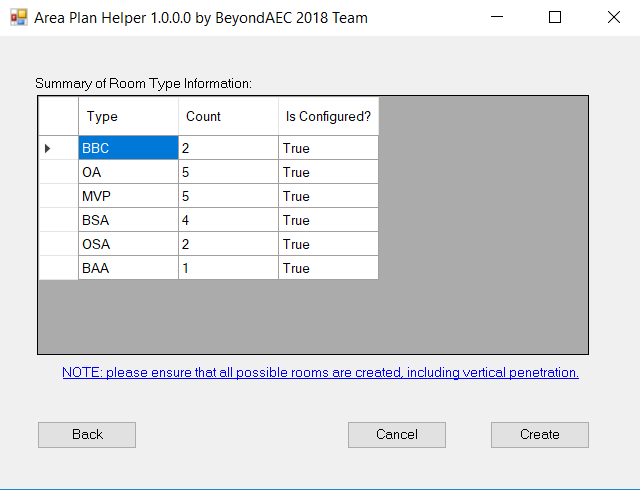 Area Plan Helper 1.0.0.0 by BeyondAEC 2018 Team
Summary of Room Type Information:
Type Count Is Configured?
BBC 2 True
OA 5 True
MVP 5 True
BSA 4 True
OSA 2 True
BAA 1 True
NOTE: please ensure that all possible rooms are created, including vertical penetration.
Back Cancel Create